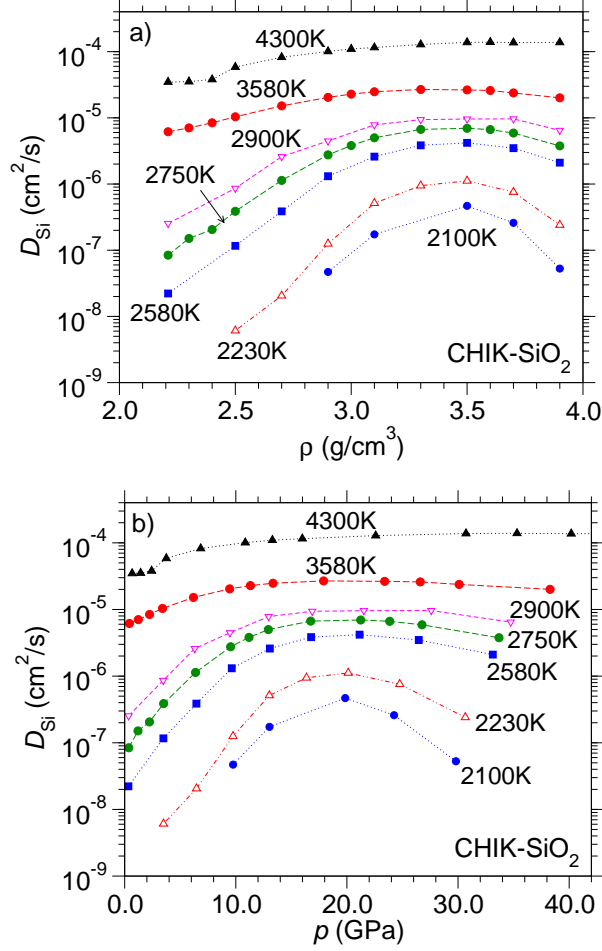 a)
4300K
3580K
2900K
2750K
2580K
2230K
2100K
CHIK-SiO₂
10⁻⁴
10⁻⁵
10⁻⁶
10⁻⁷
10⁻⁸
10⁻⁹
D_Si (cm²/s)
2.0 2.5 3.0 3.5 4.0
ρ (g/cm³)
b)
4300K
3580K
2900K
2750K
2580K
2230K
2100K
CHIK-SiO₂
10⁻⁴
10⁻⁵
10⁻⁶
10⁻⁷
10⁻⁸
10⁻⁹
D_Si (cm²/s)
0.0 10.0 20.0 30.0 40.0
p (GPa)